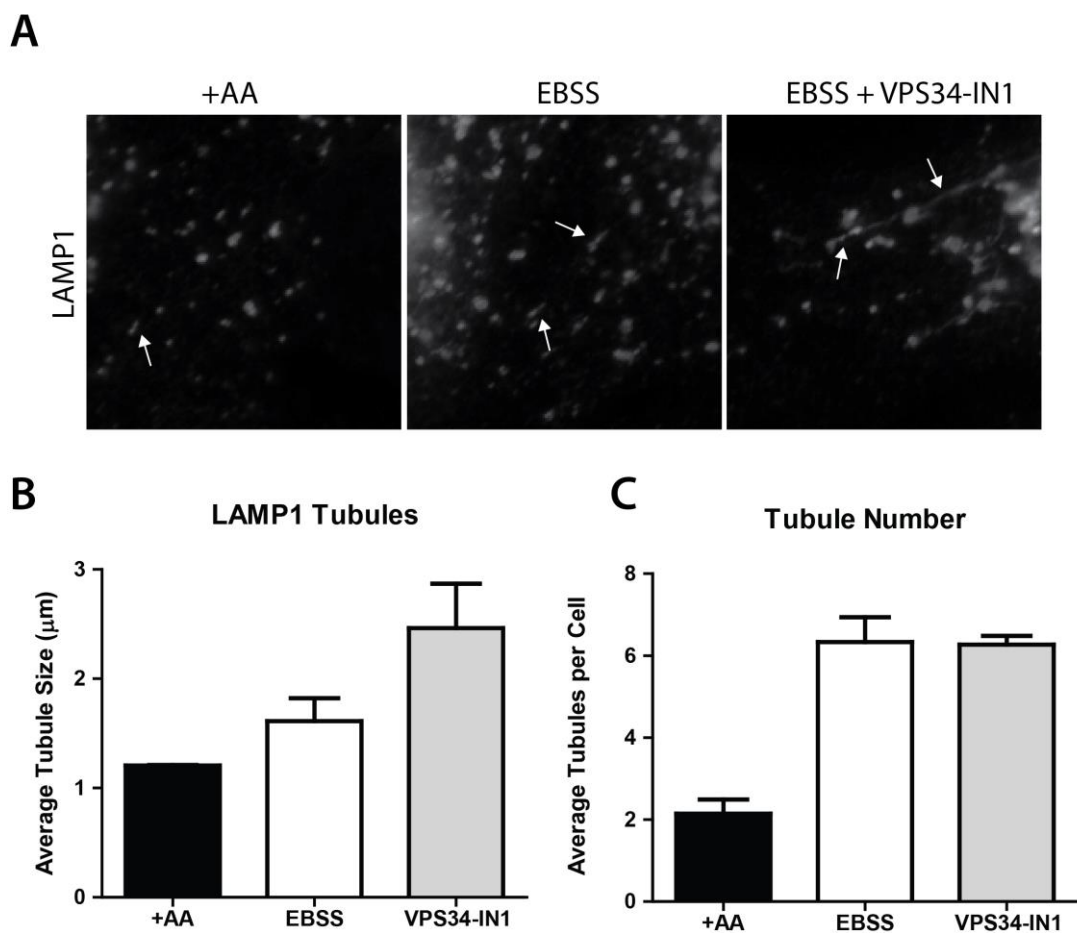 A
+AA EBSS EBSS + VPS34-IN1
LAMP1
B
LAMP1 Tubules
Average Tubule Size (μm)
3
2
1
0
+AA EBSS VPS34-IN1
C
Tubule Number
Average Tubules per Cell
8
6
4
2
0
+AA EBSS VPS34-IN1